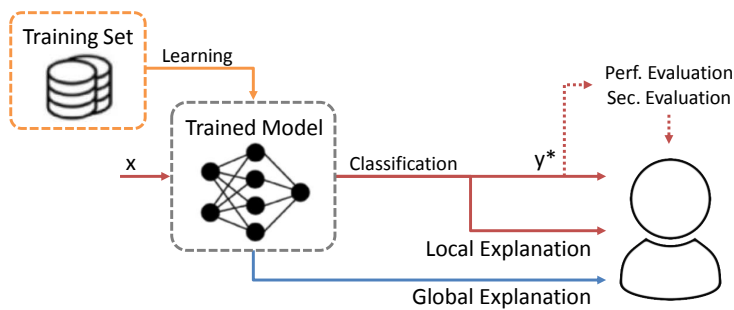 Training Set
Learning
Perf. Evaluation
Sec. Evaluation
Trained Model
x
Classification
y*
Local Explanation
Global Explanation